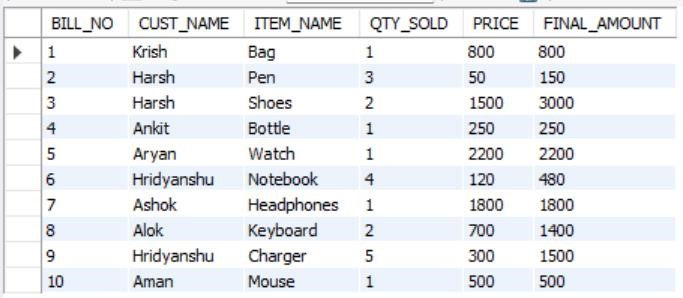 BILL_NO CUST_NAME ITEM_NAME QTY_SOLD PRICE FINAL_AMOUNT
1 Krish Bag 1 800 800
2 Harsh Pen 3 50 150
3 Harsh Shoes 2 1500 3000
4 Ankit Bottle 1 250 250
5 Aryan Watch 1 2200 2200
6 Hridyanshu Notebook 4 120 480
7 Ashok Headphones 1 1800 1800
8 Alok Keyboard 2 700 1400
9 Hridyanshu Charger 5 300 1500
10 Aman Mouse 1 500 500